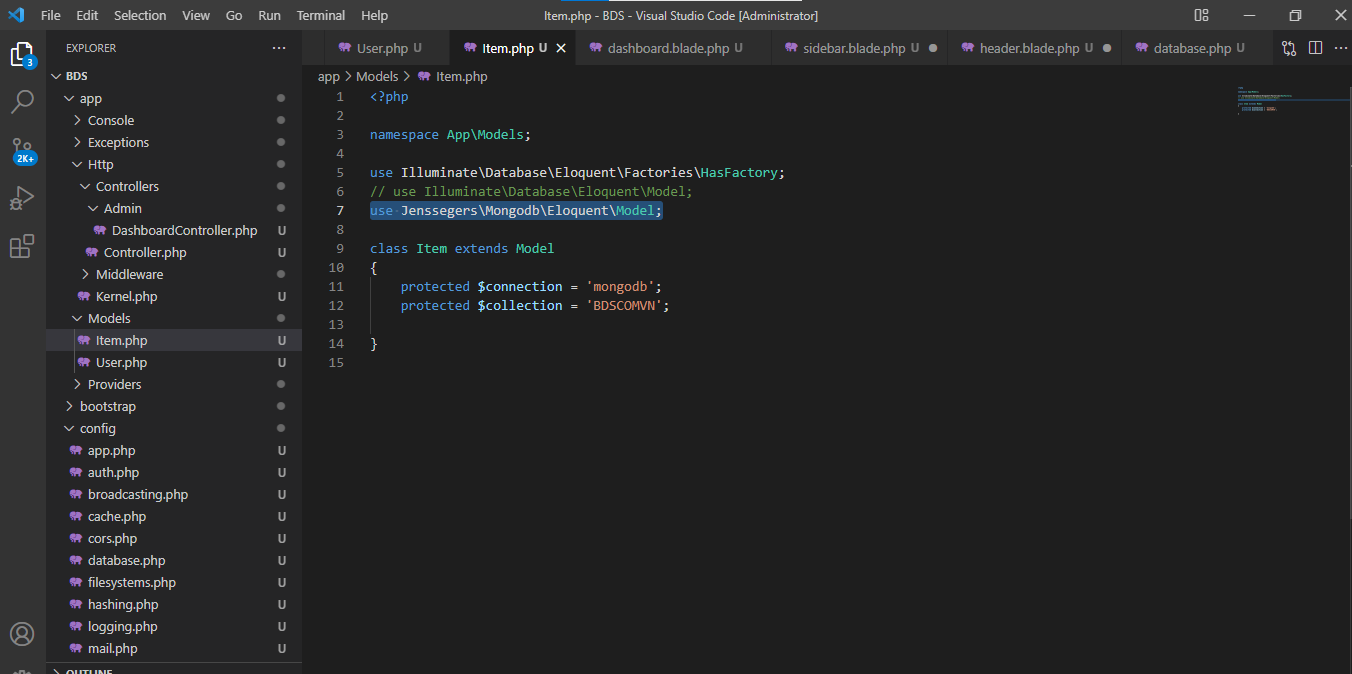 File Edit Selection View Go Run Terminal Help
Item.php - BDS - Visual Studio Code [Administrator]
EXPLORER
User.php U
Item.php U
dashboard.blade.php U
sidebar.blade.php U
header.blade.php U
database.php U
3
2K+
BDS
app
Console
Exceptions
Http
Controllers
Admin
DashboardController.php U
Controller.php U
Middleware
Kernel.php U
Models
Item.php U
User.php U
Providers
bootstrap
config
app.php U
auth.php U
broadcasting.php U
cache.php U
cors.php U
database.php U
filesystems.php U
hashing.php U
logging.php U
mail.php U
OUTLINE
app > Models > Item.php
1 <?php
2
3 namespace App\Models;
4
5 use Illuminate\Database\Eloquent\Factories\HasFactory;
6 // use Illuminate\Database\Eloquent\Model;
7 use Jenssegers\Mongodb\Eloquent\Model;
8
9 class Item extends Model
10 {
11 protected $connection = 'mongodb';
12 protected $collection = 'BDSCOMVN';
13
14 }
15